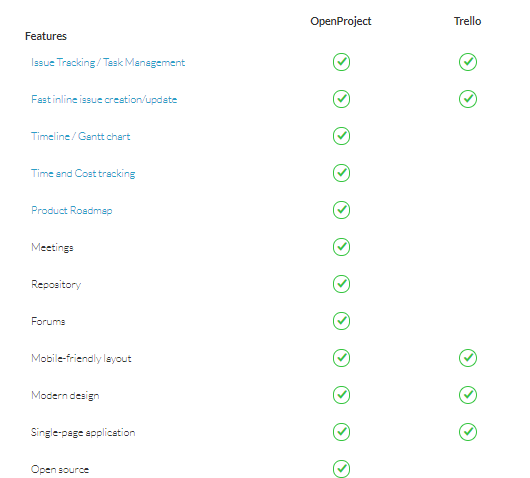 OpenProject Trello
Features
Issue Tracking / Task Management
Fast inline issue creation/update
Timeline / Gantt chart
Time and Cost tracking
Product Roadmap
Meetings
Repository
Forums
Mobile-friendly layout
Modern design
Single-page application
Open source